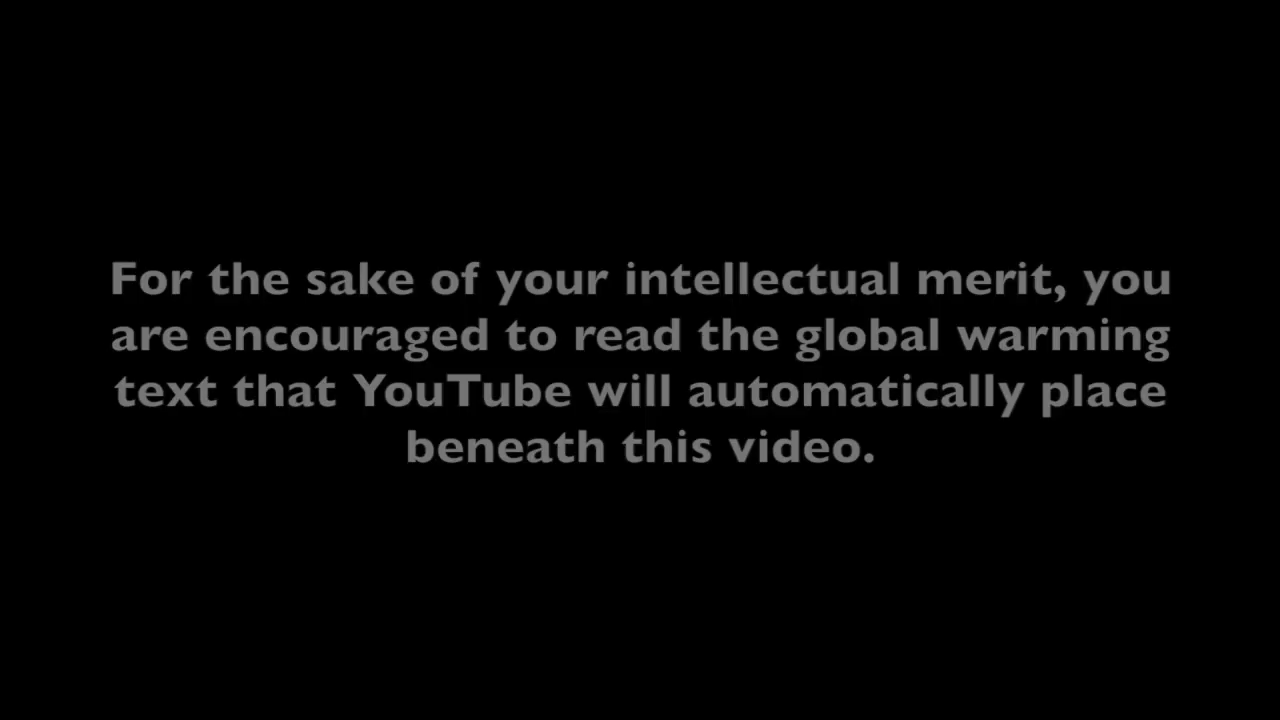 For the sake of your intellectual merit, you
are encouraged to read the global warming
text that YouTube will automatically place
beneath this video.